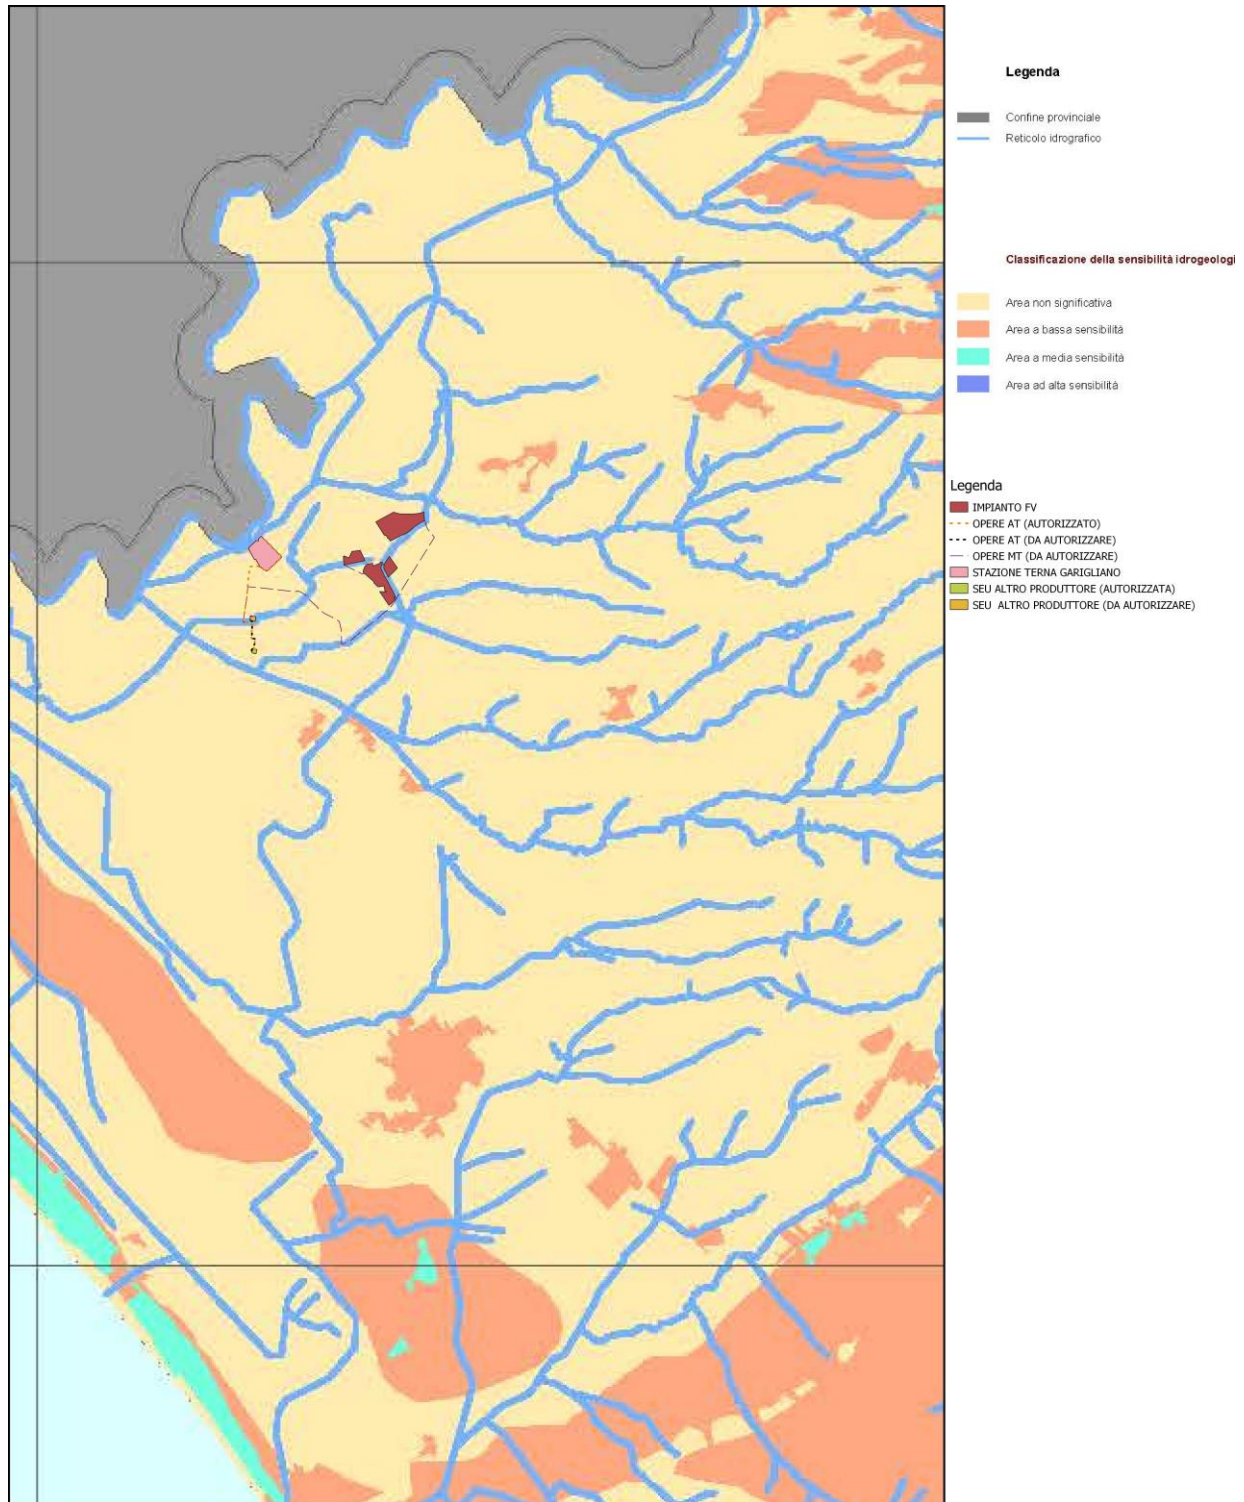 Legenda
Confine provinciale
Reticolo idrografico
Classificazione della sensibilità idrogeologi
Area non significativa
Area a bassa sensibilità
Area a media sensibilità
Area ad alta sensibilità
Legenda
IMPIANTO FV
OPERE AT (AUTORIZZATO)
OPERE AT (DA AUTORIZZARE)
OPERE MT (DA AUTORIZZARE)
STAZIONE TERNA GARIGLIANO
SEU ALTRO PRODUTTORE (AUTORIZZATA)
SEU ALTRO PRODUTTORE (DA AUTORIZZARE)